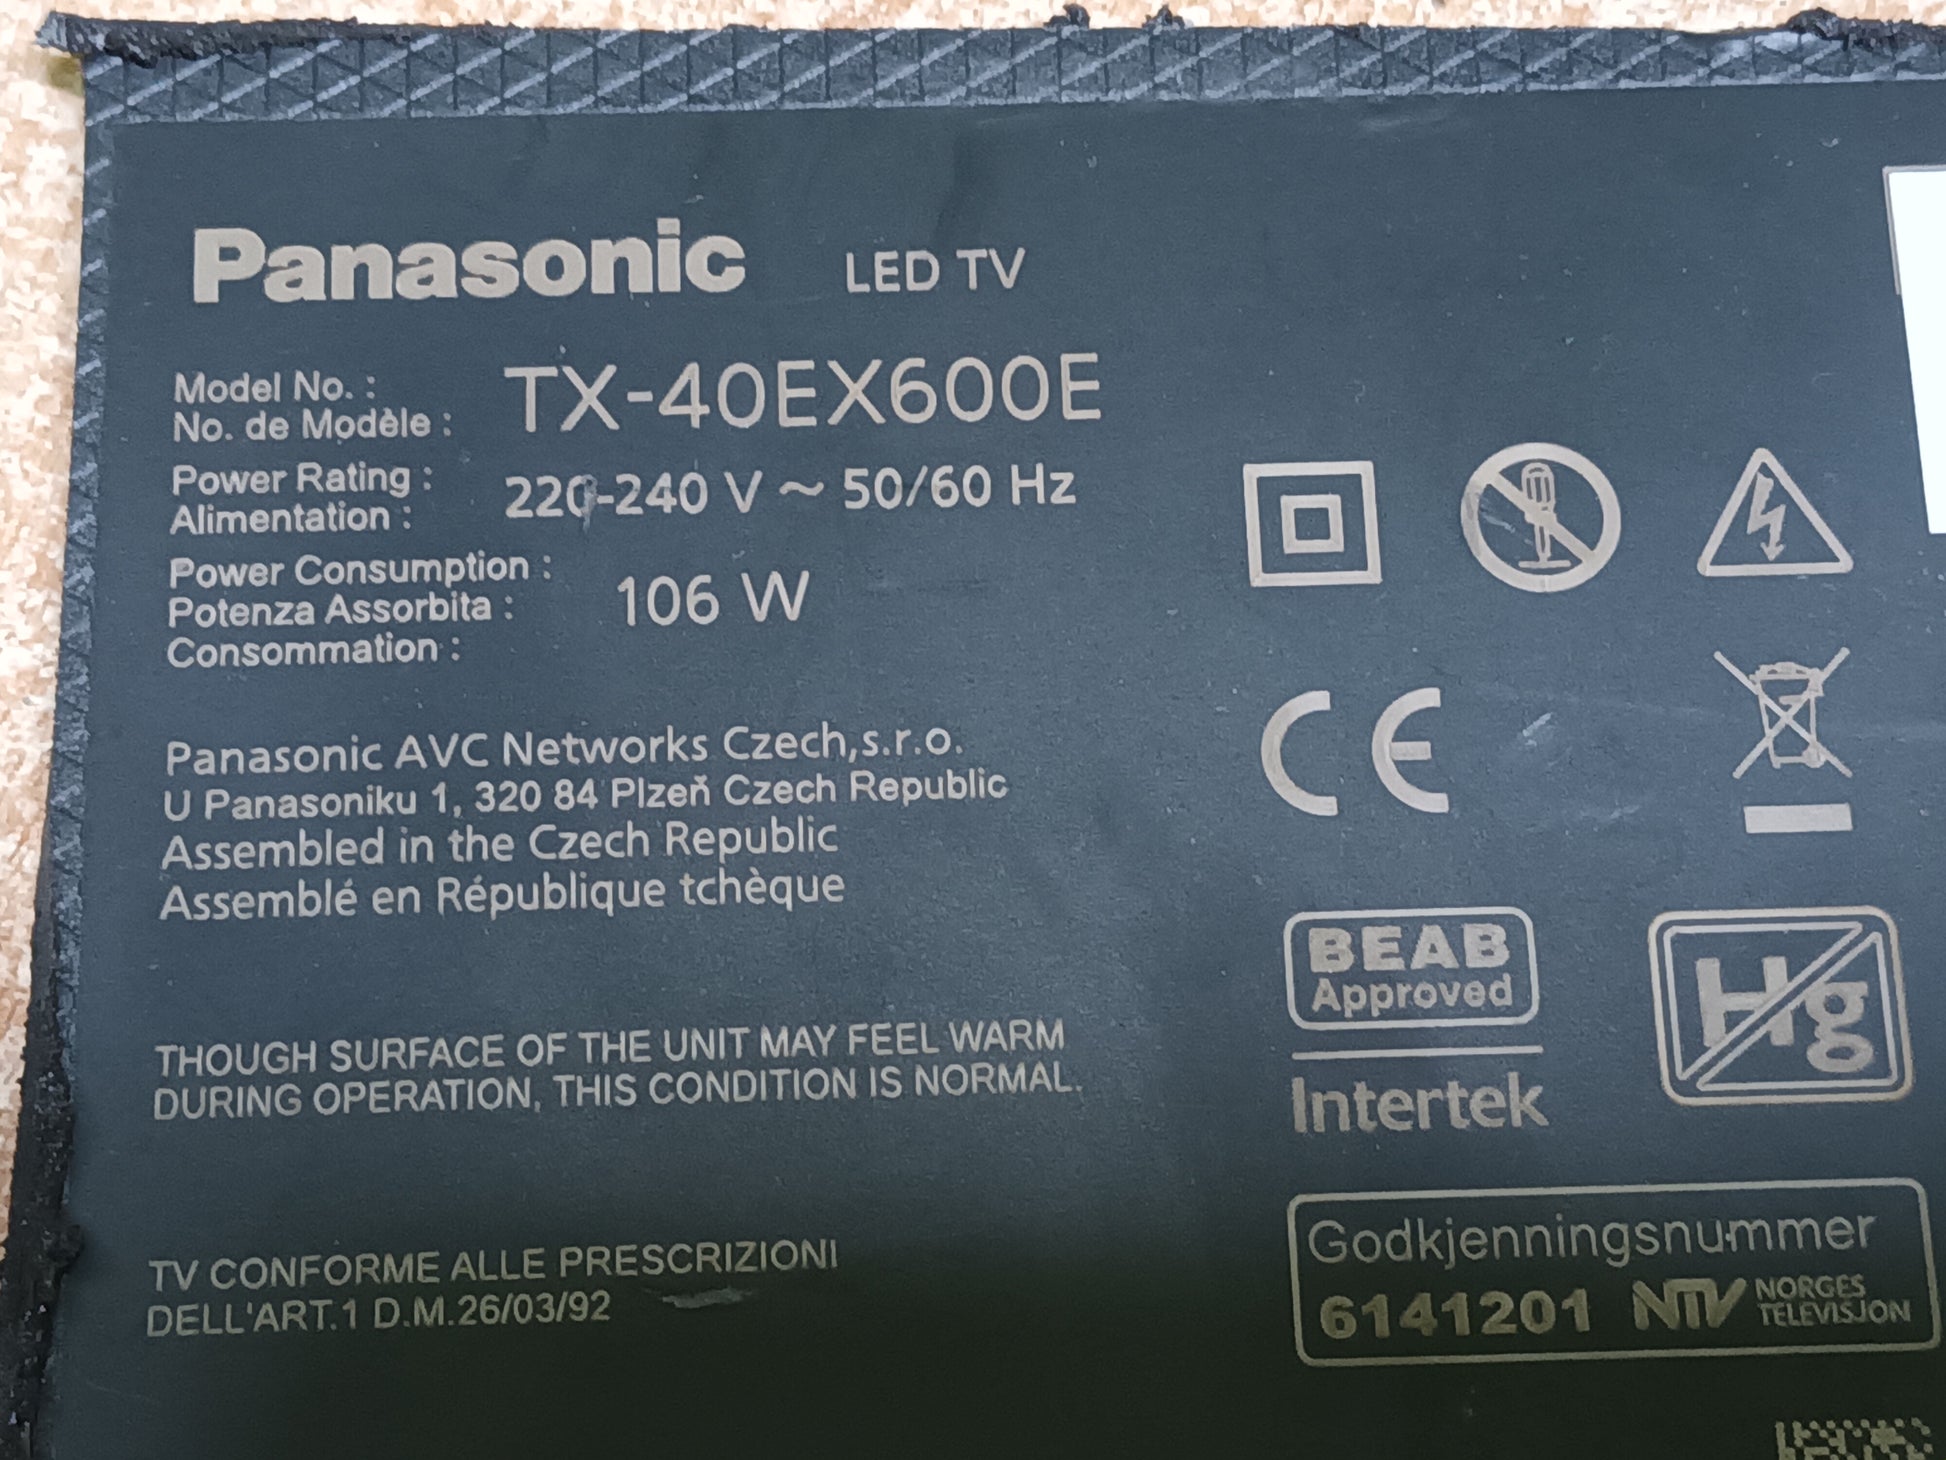 Panasonic LED TV
Model No. : TX-40EX600E
No. de Modèle :
Power Rating : 220-240 V ~ 50/60 Hz
Alimentation :
Power Consumption : 106 W
Potenza Assorbita :
Consommation :
Panasonic AVC Networks Czech,s.r.o.
U Panasoniku 1, 320 84 Plzeň Czech Republic
Assembled in the Czech Republic
Assemblé en République tchèque
THOUGH SURFACE OF THE UNIT MAY FEEL WARM
DURING OPERATION, THIS CONDITION IS NORMAL.
TV CONFORME ALLE PRESCRIZIONI
DELL'ART.1 D.M.26/03/92
CE
BEAB
Approved
Intertek
Hg
Godkjenningsnummer
6141201 NTV NORGES
TELEVISJON